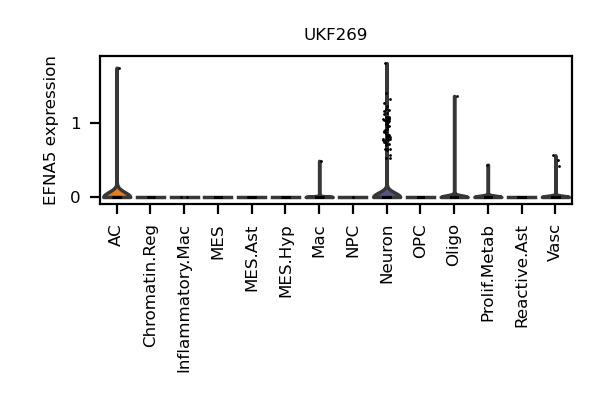 UKF269
EFNA5 expression
1
0
AC
Chromatin.Reg
Inflammatory.Mac
MES
MES.Ast
MES.Hyp
Mac
NPC
Neuron
OPC
Oligo
Prolif.Metab
Reactive.Ast
Vasc